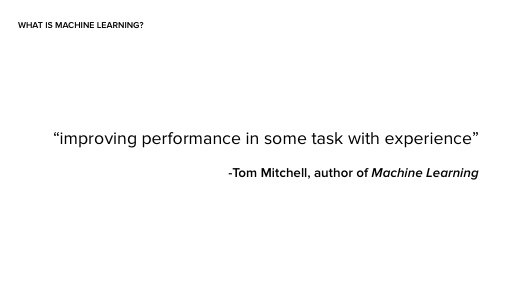 WHAT IS MACHINE LEARNING?
“improving performance in some task with experience”
-Tom Mitchell, author of Machine Learning